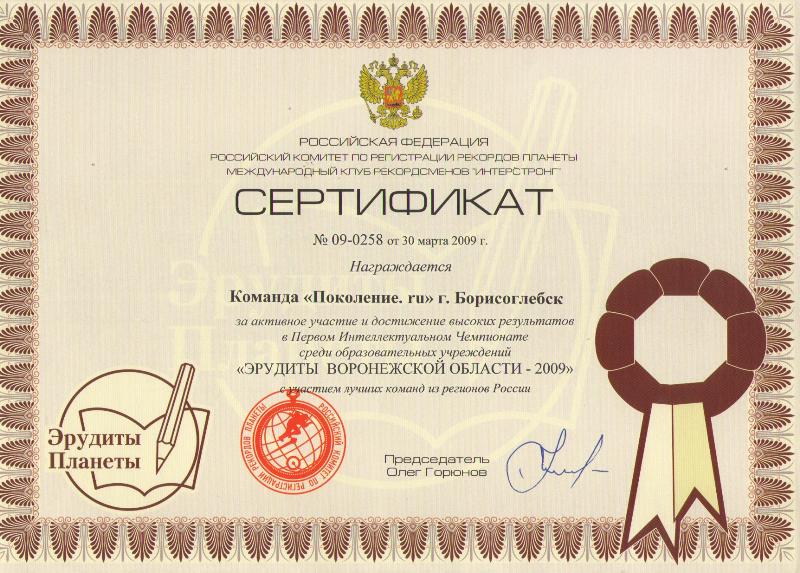 РОССИЙСКАЯ ФЕДЕРАЦИЯ
РОССИЙСКИЙ КОМИТЕТ ПО РЕГИСТРАЦИИ РЕКОРДОВ ПЛАНЕТЫ
МЕЖДУНАРОДНЫЙ КЛУБ РЕКОРДСМЕНОВ "ИНТЕРСТРОНГ"
СЕРТИФИКАТ
№ 09-0258 от 30 марта 2009 г.
Награждается
Команда «Поколение. ru» г. Борисоглебск
за активное участие и достижение высоких результатов
в Первом Интеллектуальном Чемпионате
среди образовательных учреждений
«ЭРУДИТЫ ВОРОНЕЖСКОЙ ОБЛАСТИ - 2009»
с участием лучших команд из регионов России
Эрудиты
Планеты
Эрудиты
Планеты
РОССИЙСКИЙ КОМИТЕТ ПО РЕГИСТРАЦИИ РЕКОРДОВ ПЛАНЕТЫ
Председатель
Олег Горюнов